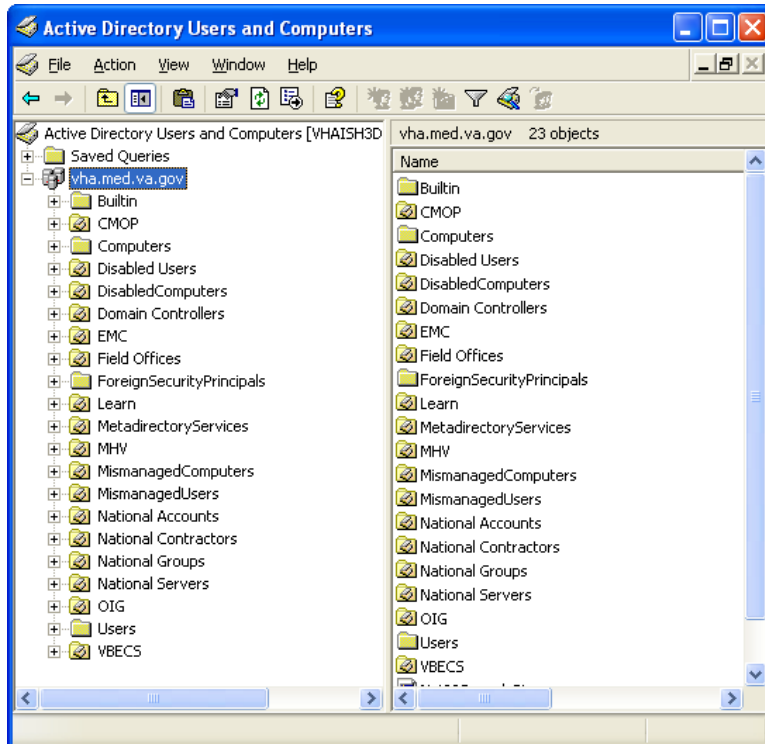 Active Directory Users and Computers
File Action View Window Help
Active Directory Users and Computers [VHAISH3D
Saved Queries
vha.med.va.gov
Builtin
CMOP
Computers
Disabled Users
DisabledComputers
Domain Controllers
EMC
Field Offices
ForeignSecurityPrincipals
Learn
MetadirectoryServices
MHV
MismanagedComputers
MismanagedUsers
National Accounts
National Contractors
National Groups
National Servers
OIG
Users
VBECS
vha.med.va.gov 23 objects
Name
Builtin
CMOP
Computers
Disabled Users
DisabledComputers
Domain Controllers
EMC
Field Offices
ForeignSecurityPrincipals
Learn
MetadirectoryServices
MHV
MismanagedComputers
MismanagedUsers
National Accounts
National Contractors
National Groups
National Servers
OIG
Users
VBECS